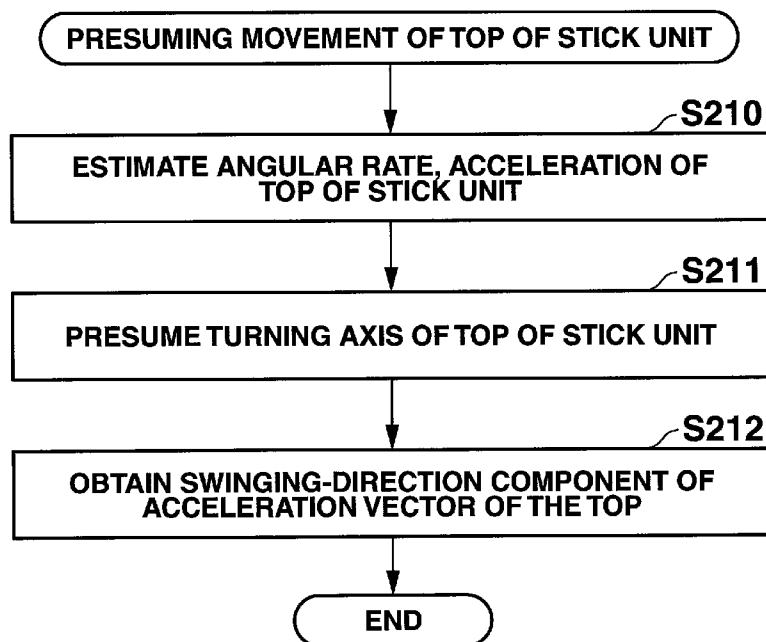 PRESUMING MOVEMENT OF TOP OF STICK UNIT
S210
ESTIMATE ANGULAR RATE, ACCELERATION OF
TOP OF STICK UNIT
S211
PRESUME TURNING AXIS OF TOP OF STICK UNIT
S212
OBTAIN SWINGING-DIRECTION COMPONENT OF
ACCELERATION VECTOR OF THE TOP
END